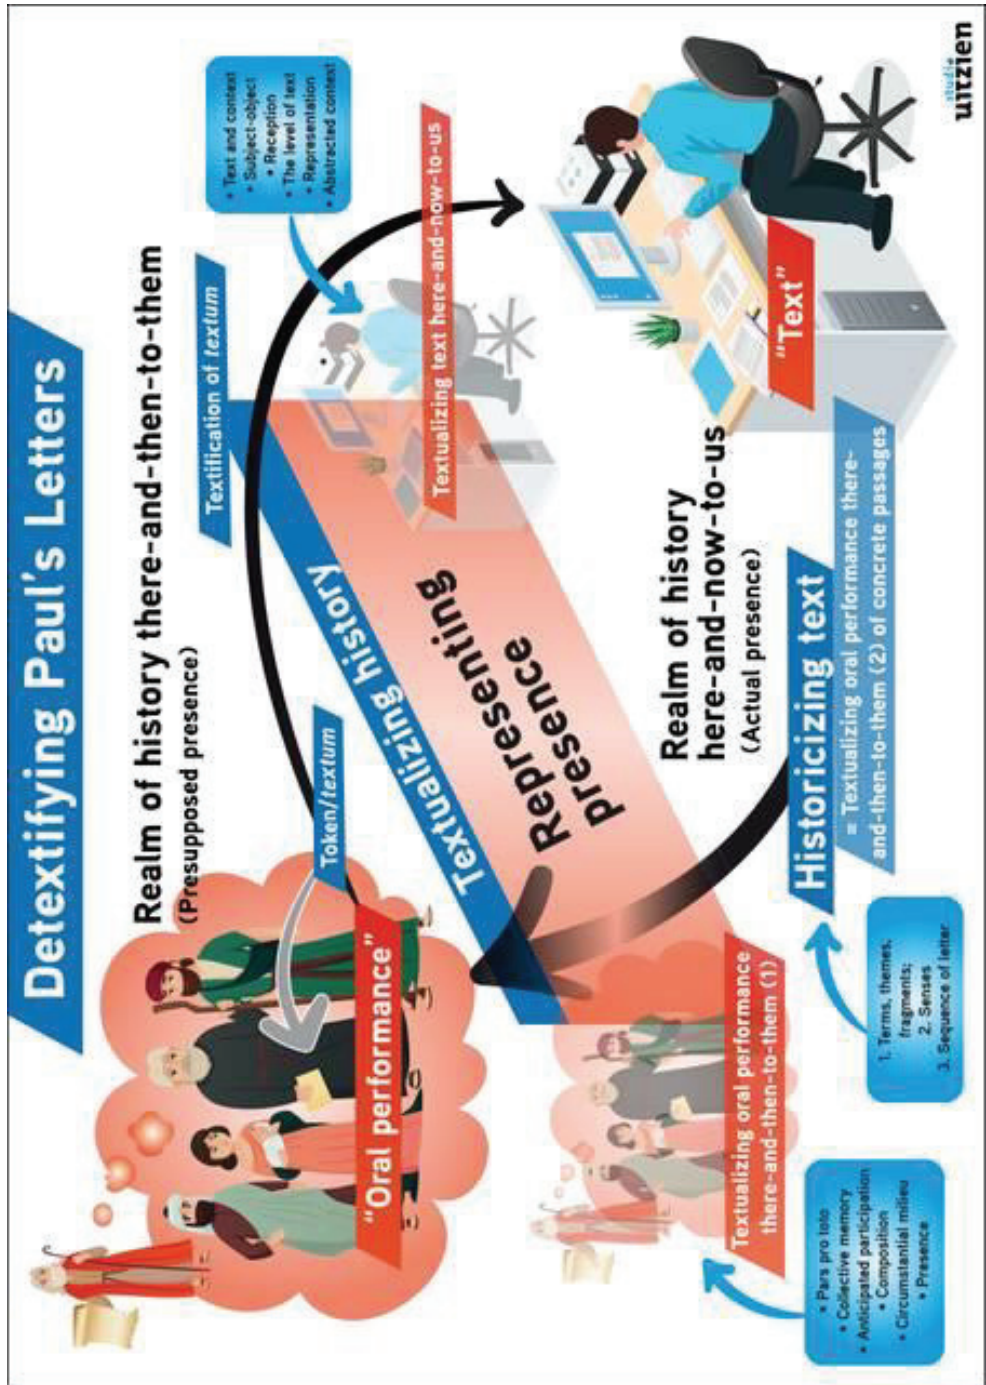 Detextifying Paul's Letters
Realm of history there-and-then-to-them
(Presupposed presence)
Textification of textum
• Text and context
• Subject-object
• Reception
• The level of text
• Representation
• Abstracted context
Token/textum
"Oral performance"
Textualizing history
Textualizing text here-and-now-to-us
Representing
presence
Realm of history
here-and-now-to-us
(Actual presence)
"Text"
Textualizing oral performance
there-and-then-to-them (1)
Historicizing text
= Textualizing oral performance there-
and-then-to-them (2) of concrete passages
• Pars pro toto
• Collective memory
• Anticipated participation
• Composition
• Circumstantial milieu
• Presence
1. Terms, themes,
fragments;
2. Senses
3. Sequence of letter
studio
uitzien